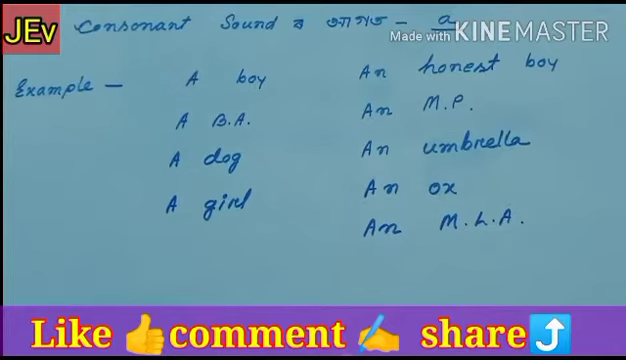 JEv
Consonant Sound ৰ আগত - a
Made with KINEMASTER
Example - A boy An honest boy
A B.A. An M.P.
A dog An umbrella
A girl An ox
An M.L.A.
Like 👍 comment ✍ share ⤴